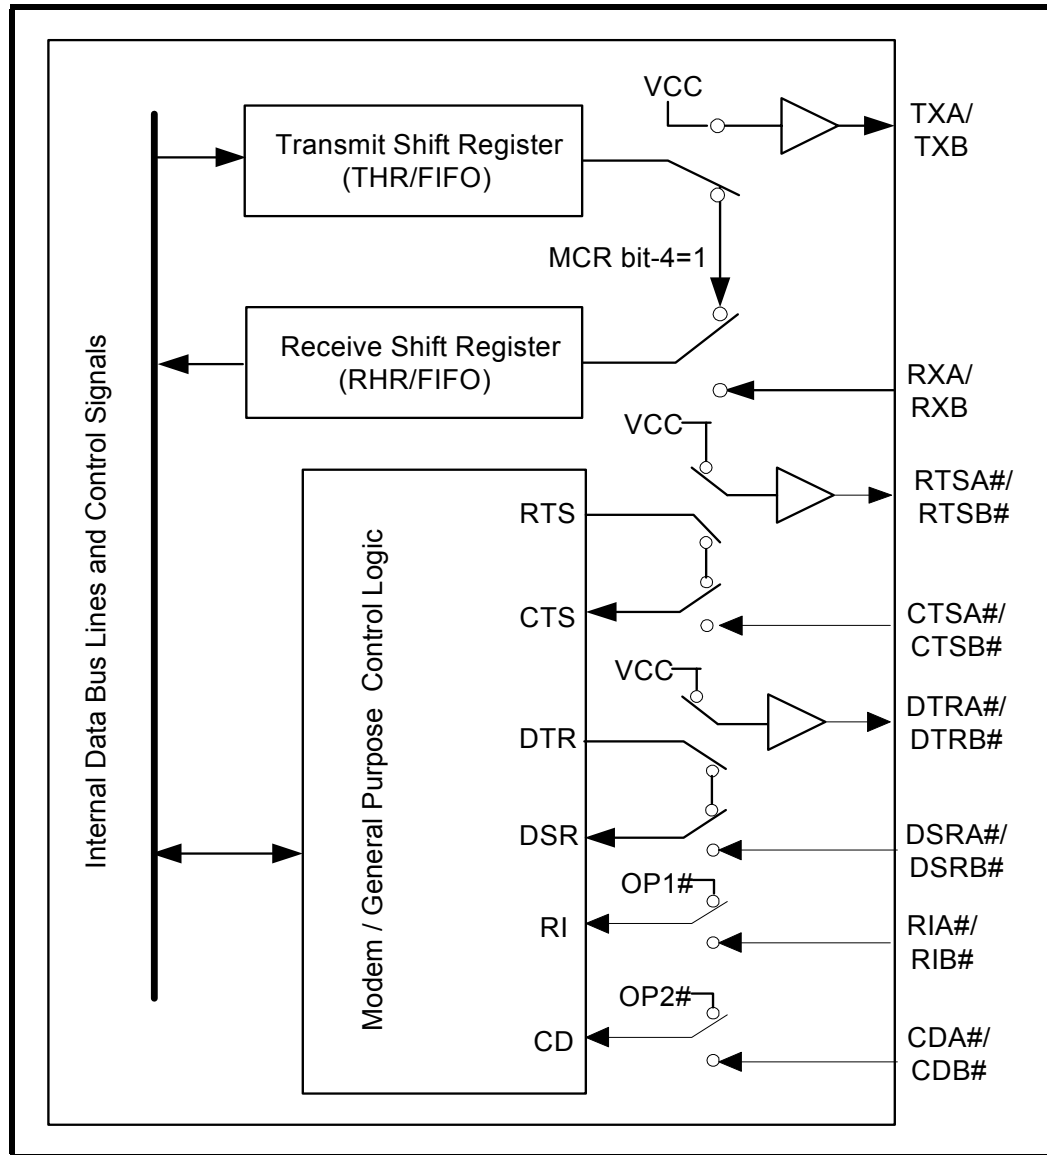 VCC
TXA/
TXB
Transmit Shift Register
(THR/FIFO)
MCR bit-4=1
Receive Shift Register
(RHR/FIFO)
RXA/
RXB
VCC
RTSA#/
RTSB#
RTS
CTS
CTSA#/
CTSB#
VCC
DTRA#/
DTRB#
DTR
DSR
DSRA#/
DSRB#
OP1#
RI
RIA#/
RIB#
OP2#
CD
CDA#/
CDB#
Internal Data Bus Lines and Control Signals
Modem / General Purpose Control Logic